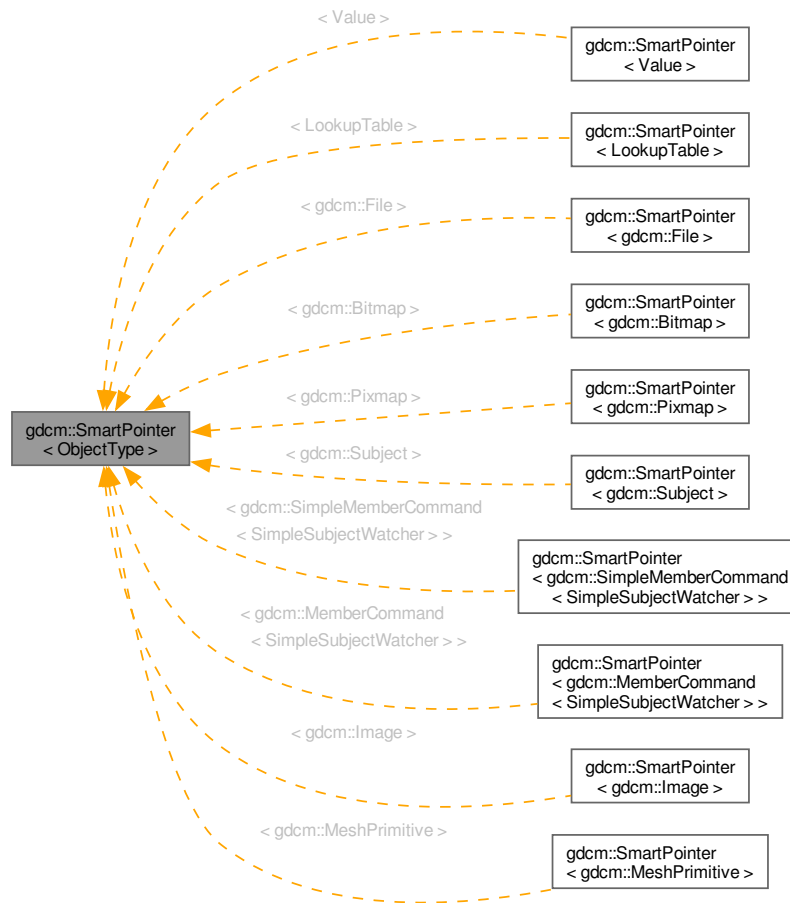 < Value >
gdcm::SmartPointer
< Value >
< LookupTable >
gdcm::SmartPointer
< LookupTable >
< gdcm::File >
gdcm::SmartPointer
< gdcm::File >
< gdcm::Bitmap >
gdcm::SmartPointer
< gdcm::Bitmap >
< gdcm::Pixmap >
gdcm::SmartPointer
< gdcm::Pixmap >
gdcm::SmartPointer
< ObjectType >
< gdcm::Subject >
gdcm::SmartPointer
< gdcm::Subject >
< gdcm::SimpleMemberCommand
< SimpleSubjectWatcher > >
gdcm::SmartPointer
< gdcm::SimpleMemberCommand
< SimpleSubjectWatcher > >
< gdcm::MemberCommand
< SimpleSubjectWatcher > >
gdcm::SmartPointer
< gdcm::MemberCommand
< SimpleSubjectWatcher > >
< gdcm::Image >
gdcm::SmartPointer
< gdcm::Image >
< gdcm::MeshPrimitive >
gdcm::SmartPointer
< gdcm::MeshPrimitive >